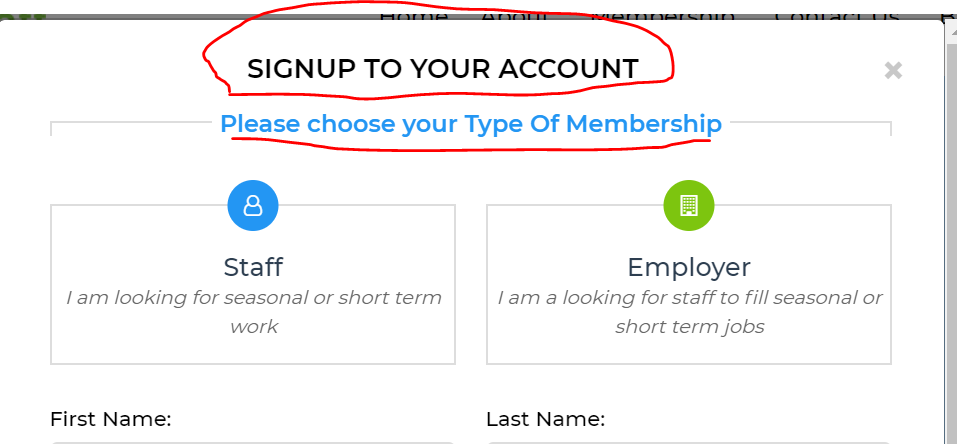 Home About Membership Contact Us
SIGNUP TO YOUR ACCOUNT
Please choose your Type Of Membership
Staff
I am looking for seasonal or short term
work
Employer
I am a looking for staff to fill seasonal or
short term jobs
First Name:
Last Name: